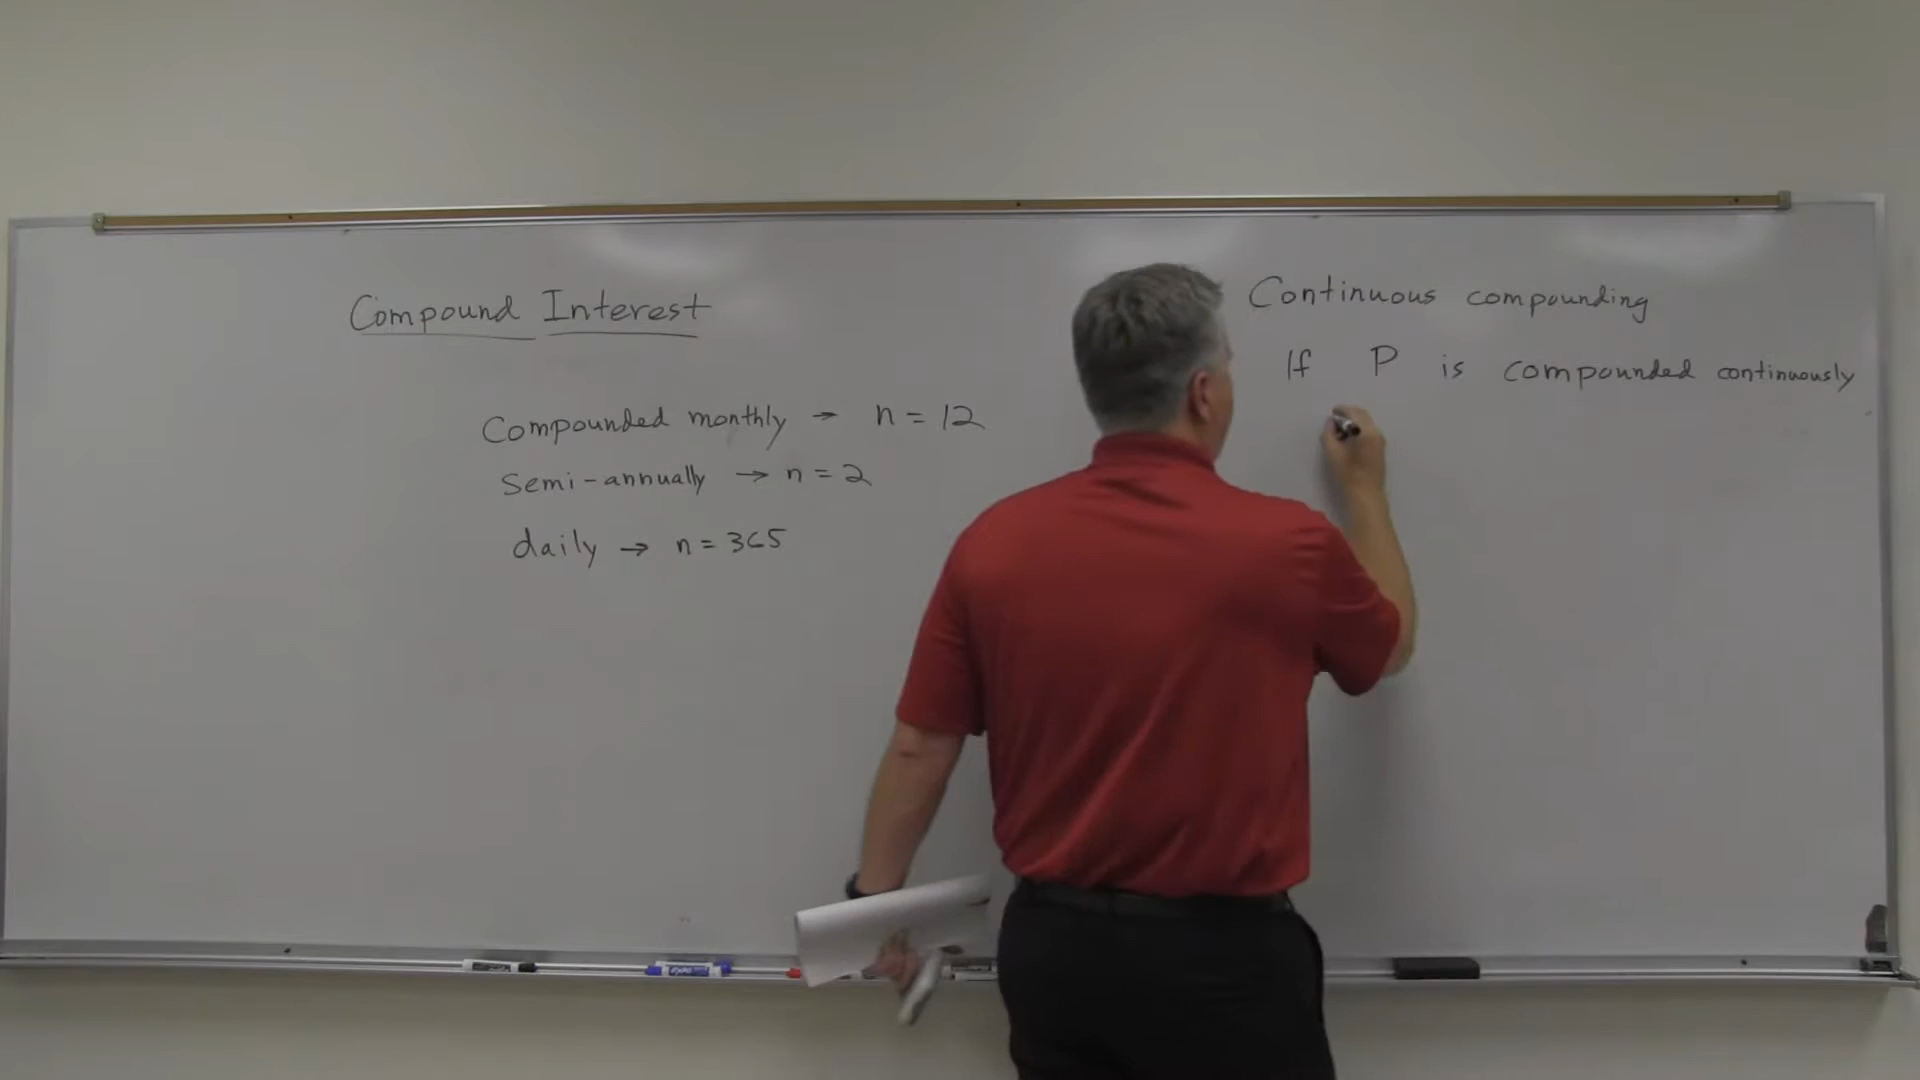 Compound Interest
Compounded monthly → n = 12
Semi-annually → n = 2
daily → n = 365
Continuous compounding
If P is compounded continuously